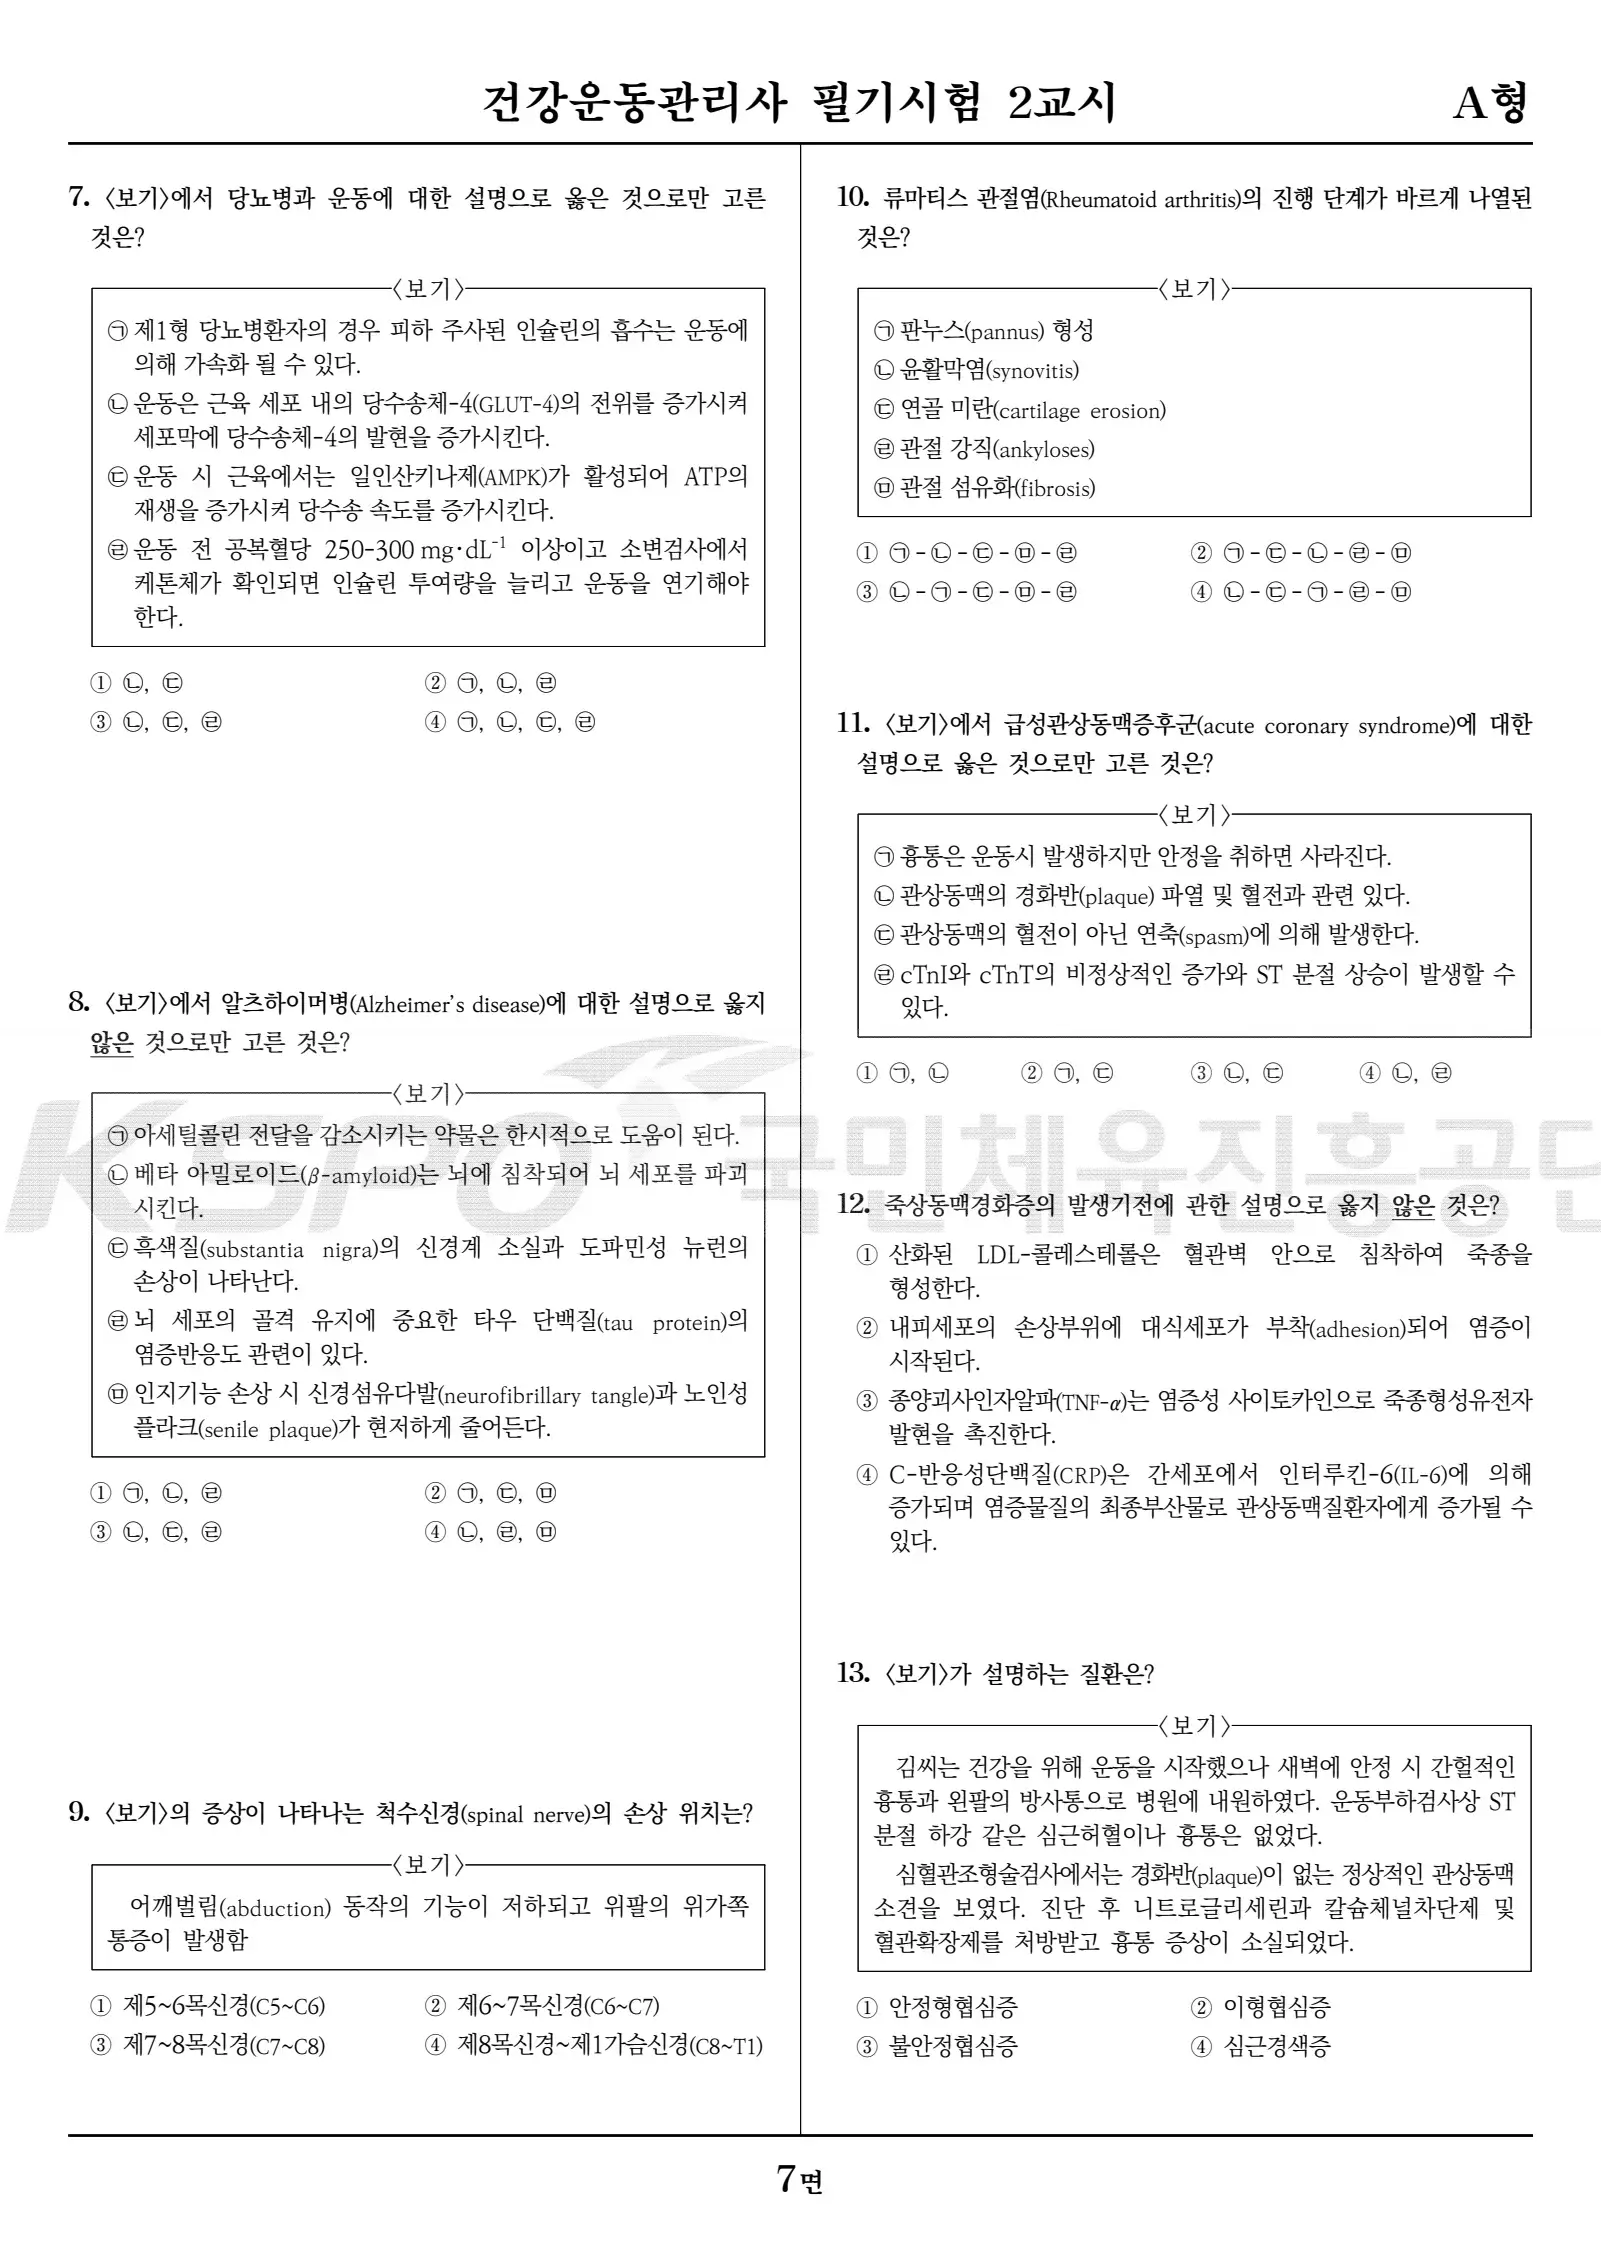 건강운동관리사 필기시험 2교시
A형
7. 〈보기〉에서 당뇨병과 운동에 대한 설명으로 옳은 것으로만 고른
것은?
〈보기〉
㉠ 제1형 당뇨병환자의 경우 피하 주사된 인슐린의 흡수는 운동에
의해 가속화 될 수 있다.
㉡ 운동은 근육 세포 내의 당수송체-4(GLUT-4)의 전위를 증가시켜
세포막에 당수송체-4의 발현을 증가시킨다.
㉢ 운동 시 근육에서는 일인산키나제(AMPK)가 활성되어 ATP의
재생을 증가시켜 당수송 속도를 증가시킨다.
㉣ 운동 전 공복혈당 250-300 mg·dL⁻¹ 이상이고 소변검사에서
케톤체가 확인되면 인슐린 투여량을 늘리고 운동을 연기해야
한다.
① ㉡, ㉢ ② ㉠, ㉡, ㉣
③ ㉡, ㉢, ㉣ ④ ㉠, ㉡, ㉢, ㉣
8. 〈보기〉에서 알츠하이머병(Alzheimer's disease)에 대한 설명으로 옳지
않은 것으로만 고른 것은?
〈보기〉
㉠ 아세틸콜린 전달을 감소시키는 약물은 한시적으로 도움이 된다.
㉡ 베타 아밀로이드(β-amyloid)는 뇌에 침착되어 뇌 세포를 파괴
시킨다.
㉢ 흑색질(substantia nigra)의 신경계 소실과 도파민성 뉴런의
손상이 나타난다.
㉣ 뇌 세포의 골격 유지에 중요한 타우 단백질(tau protein)의
염증반응도 관련이 있다.
㉤ 인지기능 손상 시 신경섬유다발(neurofibrillary tangle)과 노인성
플라크(senile plaque)가 현저하게 줄어든다.
① ㉠, ㉡, ㉣ ② ㉠, ㉢, ㉤
③ ㉡, ㉢, ㉣ ④ ㉡, ㉣, ㉤
9. 〈보기〉의 증상이 나타나는 척수신경(spinal nerve)의 손상 위치는?
〈보기〉
어깨벌림(abduction) 동작의 기능이 저하되고 위팔의 위가쪽
통증이 발생함
① 제5~6목신경(C5~C6) ② 제6~7목신경(C6~C7)
③ 제7~8목신경(C7~C8) ④ 제8목신경~제1가슴신경(C8~T1)
10. 류마티스 관절염(Rheumatoid arthritis)의 진행 단계가 바르게 나열된
것은?
〈보기〉
㉠ 판누스(pannus) 형성
㉡ 윤활막염(synovitis)
㉢ 연골 미란(cartilage erosion)
㉣ 관절 강직(ankyloses)
㉤ 관절 섬유화(fibrosis)
① ㉠-㉡-㉢-㉤-㉣ ② ㉠-㉢-㉡-㉣-㉤
③ ㉡-㉠-㉢-㉤-㉣ ④ ㉡-㉢-㉠-㉣-㉤
11. 〈보기〉에서 급성관상동맥증후군(acute coronary syndrome)에 대한
설명으로 옳은 것으로만 고른 것은?
〈보기〉
㉠ 흉통은 운동시 발생하지만 안정을 취하면 사라진다.
㉡ 관상동맥의 경화반(plaque) 파열 및 혈전과 관련 있다.
㉢ 관상동맥의 혈전이 아닌 연축(spasm)에 의해 발생한다.
㉣ cTnI와 cTnT의 비정상적인 증가와 ST 분절 상승이 발생할 수
있다.
① ㉠, ㉡ ② ㉠, ㉢ ③ ㉡, ㉢ ④ ㉡, ㉣
12. 죽상동맥경화증의 발생기전에 관한 설명으로 옳지 않은 것은?
① 산화된 LDL-콜레스테롤은 혈관벽 안으로 침착하여 죽종을
형성한다.
② 내피세포의 손상부위에 대식세포가 부착(adhesion)되어 염증이
시작된다.
③ 종양괴사인자알파(TNF-α)는 염증성 사이토카인으로 죽종형성유전자
발현을 촉진한다.
④ C-반응성단백질(CRP)은 간세포에서 인터루킨-6(IL-6)에 의해
증가되며 염증물질의 최종부산물로 관상동맥질환자에게 증가될 수
있다.
13. 〈보기〉가 설명하는 질환은?
〈보기〉
김씨는 건강을 위해 운동을 시작했으나 새벽에 안정 시 간헐적인
흉통과 왼팔의 방사통으로 병원에 내원하였다. 운동부하검사상 ST
분절 하강 같은 심근허혈이나 흉통은 없었다.
심혈관조형술검사에서는 경화반(plaque)이 없는 정상적인 관상동맥
소견을 보였다. 진단 후 니트로글리세린과 칼슘채널차단제 및
혈관확장제를 처방받고 흉통 증상이 소실되었다.
① 안정형협심증 ② 이형협심증
③ 불안정협심증 ④ 심근경색증
KSPO 국민체육진흥공단
7면